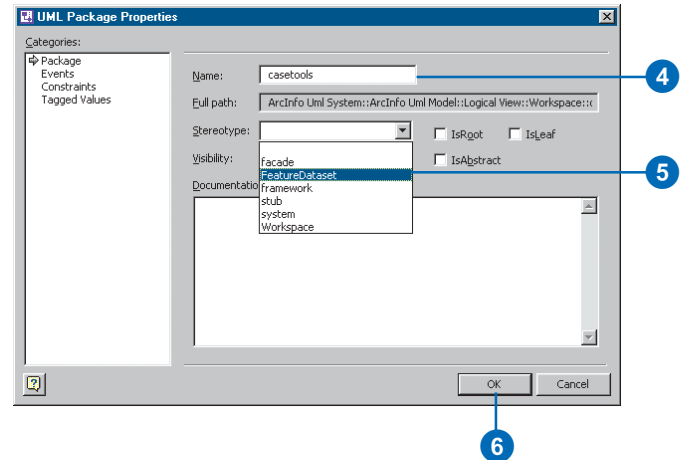 UML Package Properties
Categories:
Package
Events
Constraints
Tagged Values
Name: casetools
4
Full path: ArcInfo Uml System::ArcInfo Uml Model::Logical View::Workspace::
Stereotype: IsRoot IsLeaf
Visibility: IsAbstract
facade
FeatureDataset
5
Documentatio
framework
stub
system
Workspace
OK Cancel
6